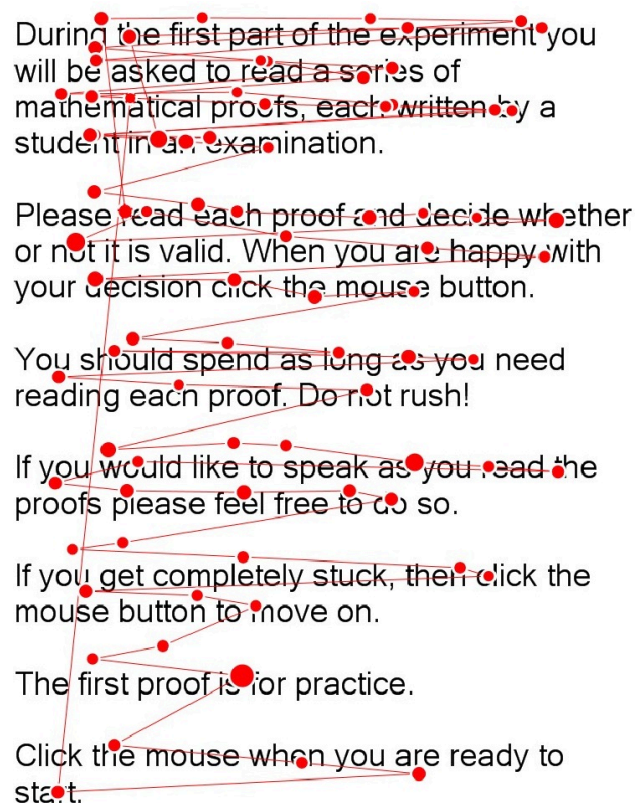 During the first part of the experiment you
will be asked to read a series of
mathematical proofs, each written by a
student in an examination.
Please read each proof and decide whether
or not it is valid. When you are happy with
your decision click the mouse button.
You should spend as long as you need
reading each proof. Do not rush!
If you would like to speak as you read the
proofs please feel free to do so.
If you get completely stuck, then click the
mouse button to move on.
The first proof is for practice.
Click the mouse when you are ready to
start.